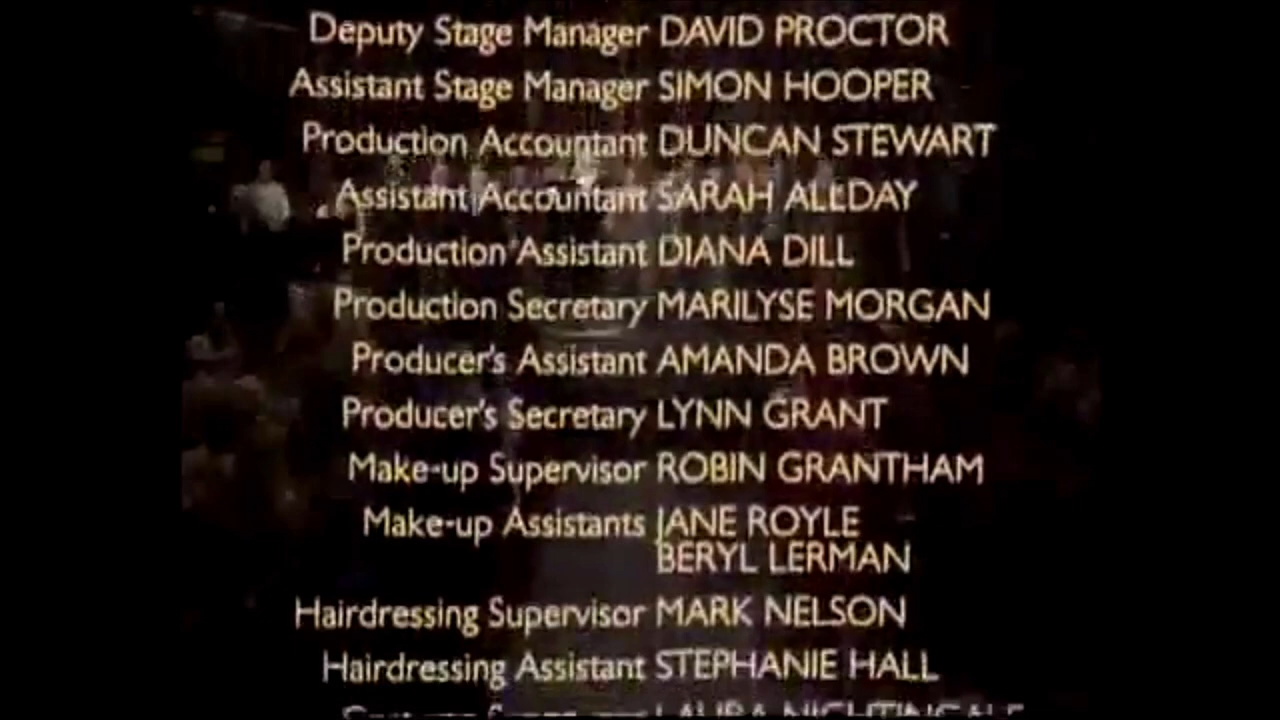 Deputy Stage Manager DAVID PROCTOR
Assistant Stage Manager SIMON HOOPER
Production Accountant DUNCAN STEWART
Assistant Accountant SARAH ALLDAY
Production Assistant DIANA DILL
Production Secretary MARILYSE MORGAN
Producer's Assistant AMANDA BROWN
Producer's Secretary LYNN GRANT
Make-up Supervisor ROBIN GRANTHAM
Make-up Assistants JANE ROYLE
BERYL LERMAN
Hairdressing Supervisor MARK NELSON
Hairdressing Assistant STEPHANIE HALL
LAURA NIGHTINGALE